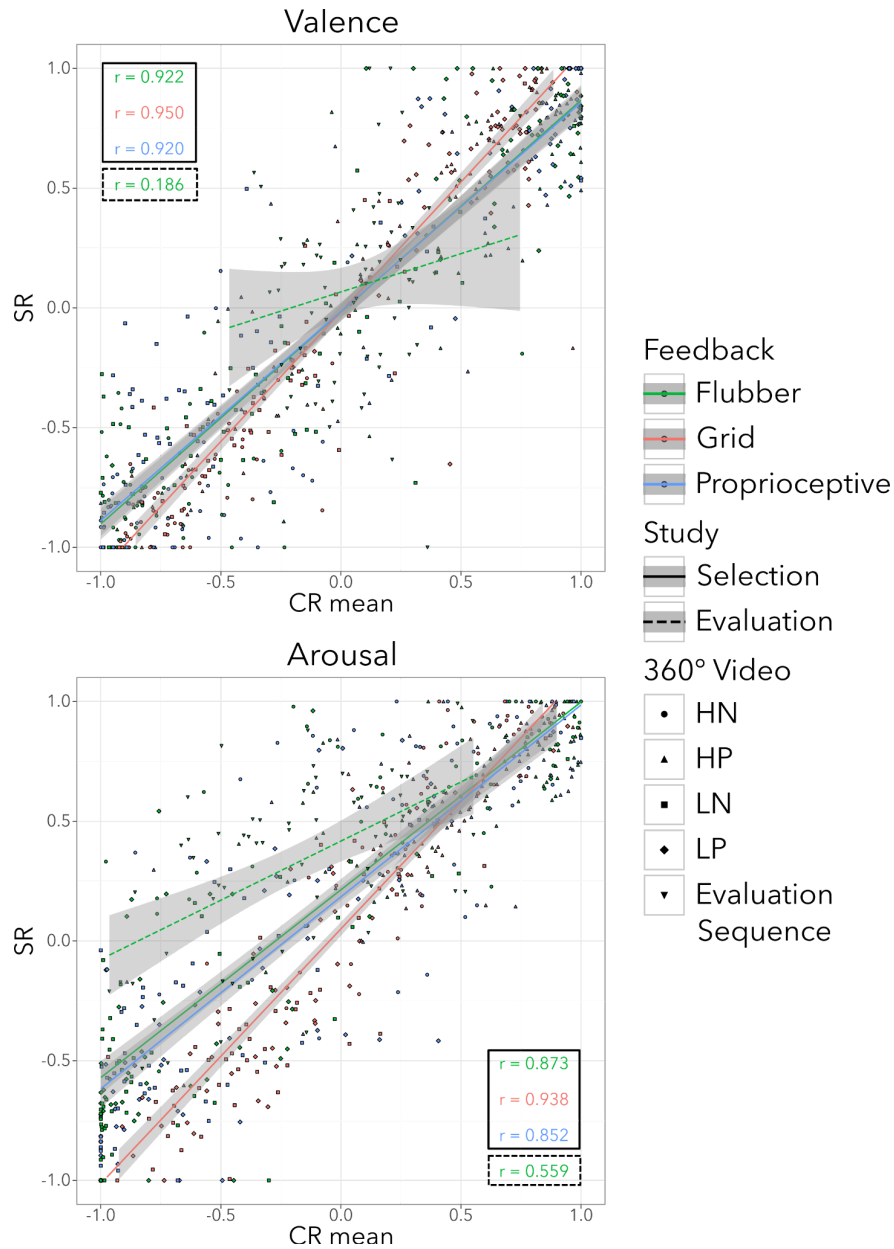 Valence
1.0
0.5
0.0
-0.5
-1.0
SR
r = 0.922
r = 0.950
r = 0.920
r = 0.186
-1.0 -0.5 0.0 0.5 1.0
CR mean
Arousal
1.0
0.5
0.0
-0.5
-1.0
SR
r = 0.873
r = 0.938
r = 0.852
r = 0.559
-1.0 -0.5 0.0 0.5 1.0
CR mean
Feedback
Flubber
Grid
Proprioceptive
Study
Selection
Evaluation
360° Video
HN
HP
LN
LP
Evaluation
Sequence